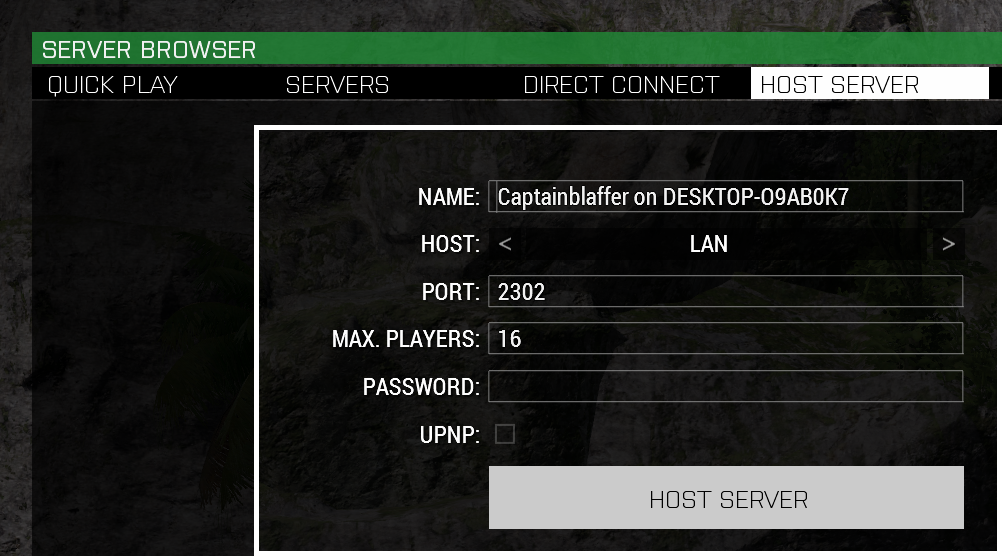 SERVER BROWSER
QUICK PLAY SERVERS DIRECT CONNECT HOST SERVER
NAME: Captainblaffer on DESKTOP-O9AB0K7
HOST: < LAN >
PORT: 2302
MAX. PLAYERS: 16
PASSWORD:
UPNP:
HOST SERVER